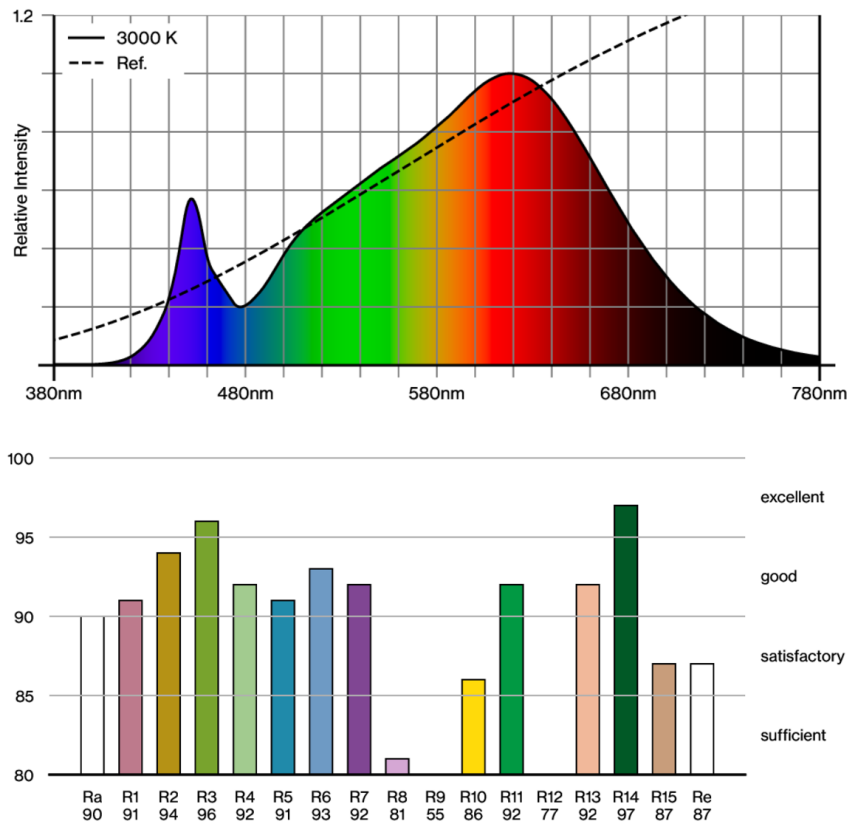 1.2
3000 K
Ref.
Relative Intensity
380nm 480nm 580nm 680nm 780nm
100
excellent
95
good
90
satisfactory
85
sufficient
80
Ra R1 R2 R3 R4 R5 R6 R7 R8 R9 R10 R11 R12 R13 R14 R15 Re
90 91 94 96 92 91 93 92 81 55 86 92 77 92 97 87 87